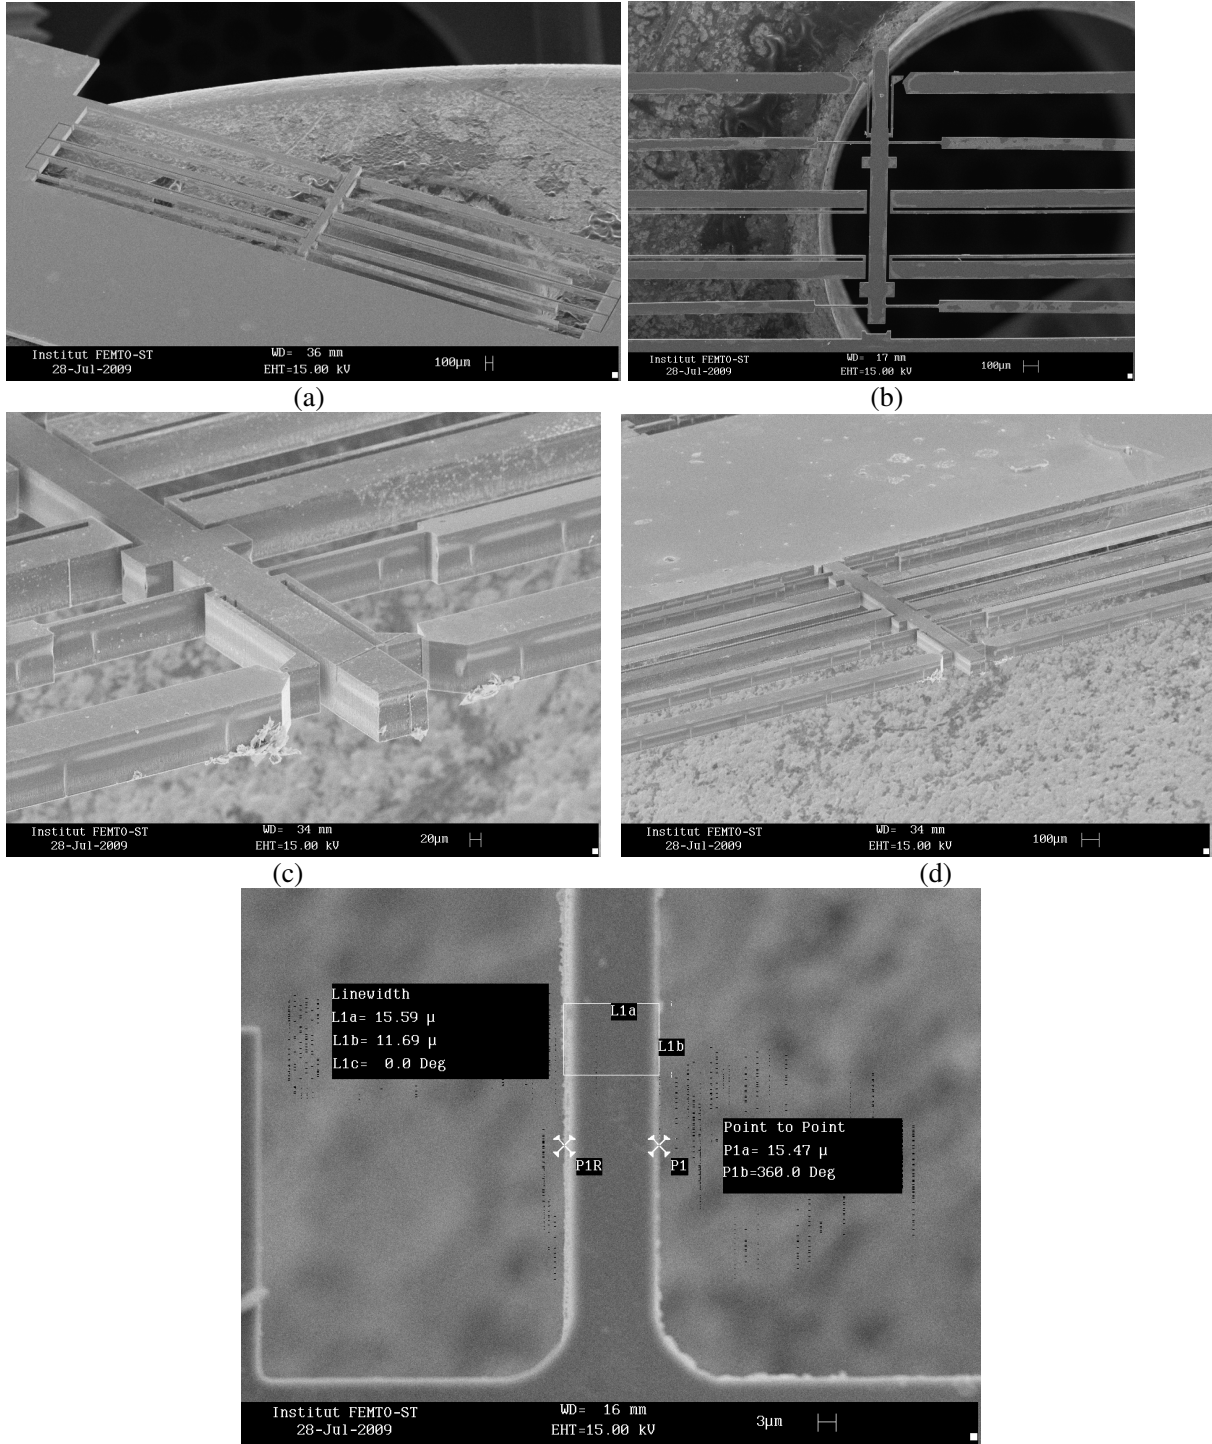 Institut FEMTO-ST
28-Jul-2009
WD= 36 mm
EHT=15.00 kV
100µm
Institut FEMTO-ST
28-Jul-2009
WD= 17 mm
EHT=15.00 kV
100µm
(a)
(b)
Institut FEMTO-ST
28-Jul-2009
WD= 34 mm
EHT=15.00 kV
20µm
Institut FEMTO-ST
28-Jul-2009
WD= 34 mm
EHT=15.00 kV
100µm
(c)
(d)
Linewidth
L1a= 15.59 µ
L1b= 11.69 µ
L1c= 0.0 Deg
L1a
L1b
Point to Point
P1a= 15.47 µ
P1b=360.0 Deg
P1R
P1
Institut FEMTO-ST
28-Jul-2009
WD= 16 mm
EHT=15.00 kV
3µm